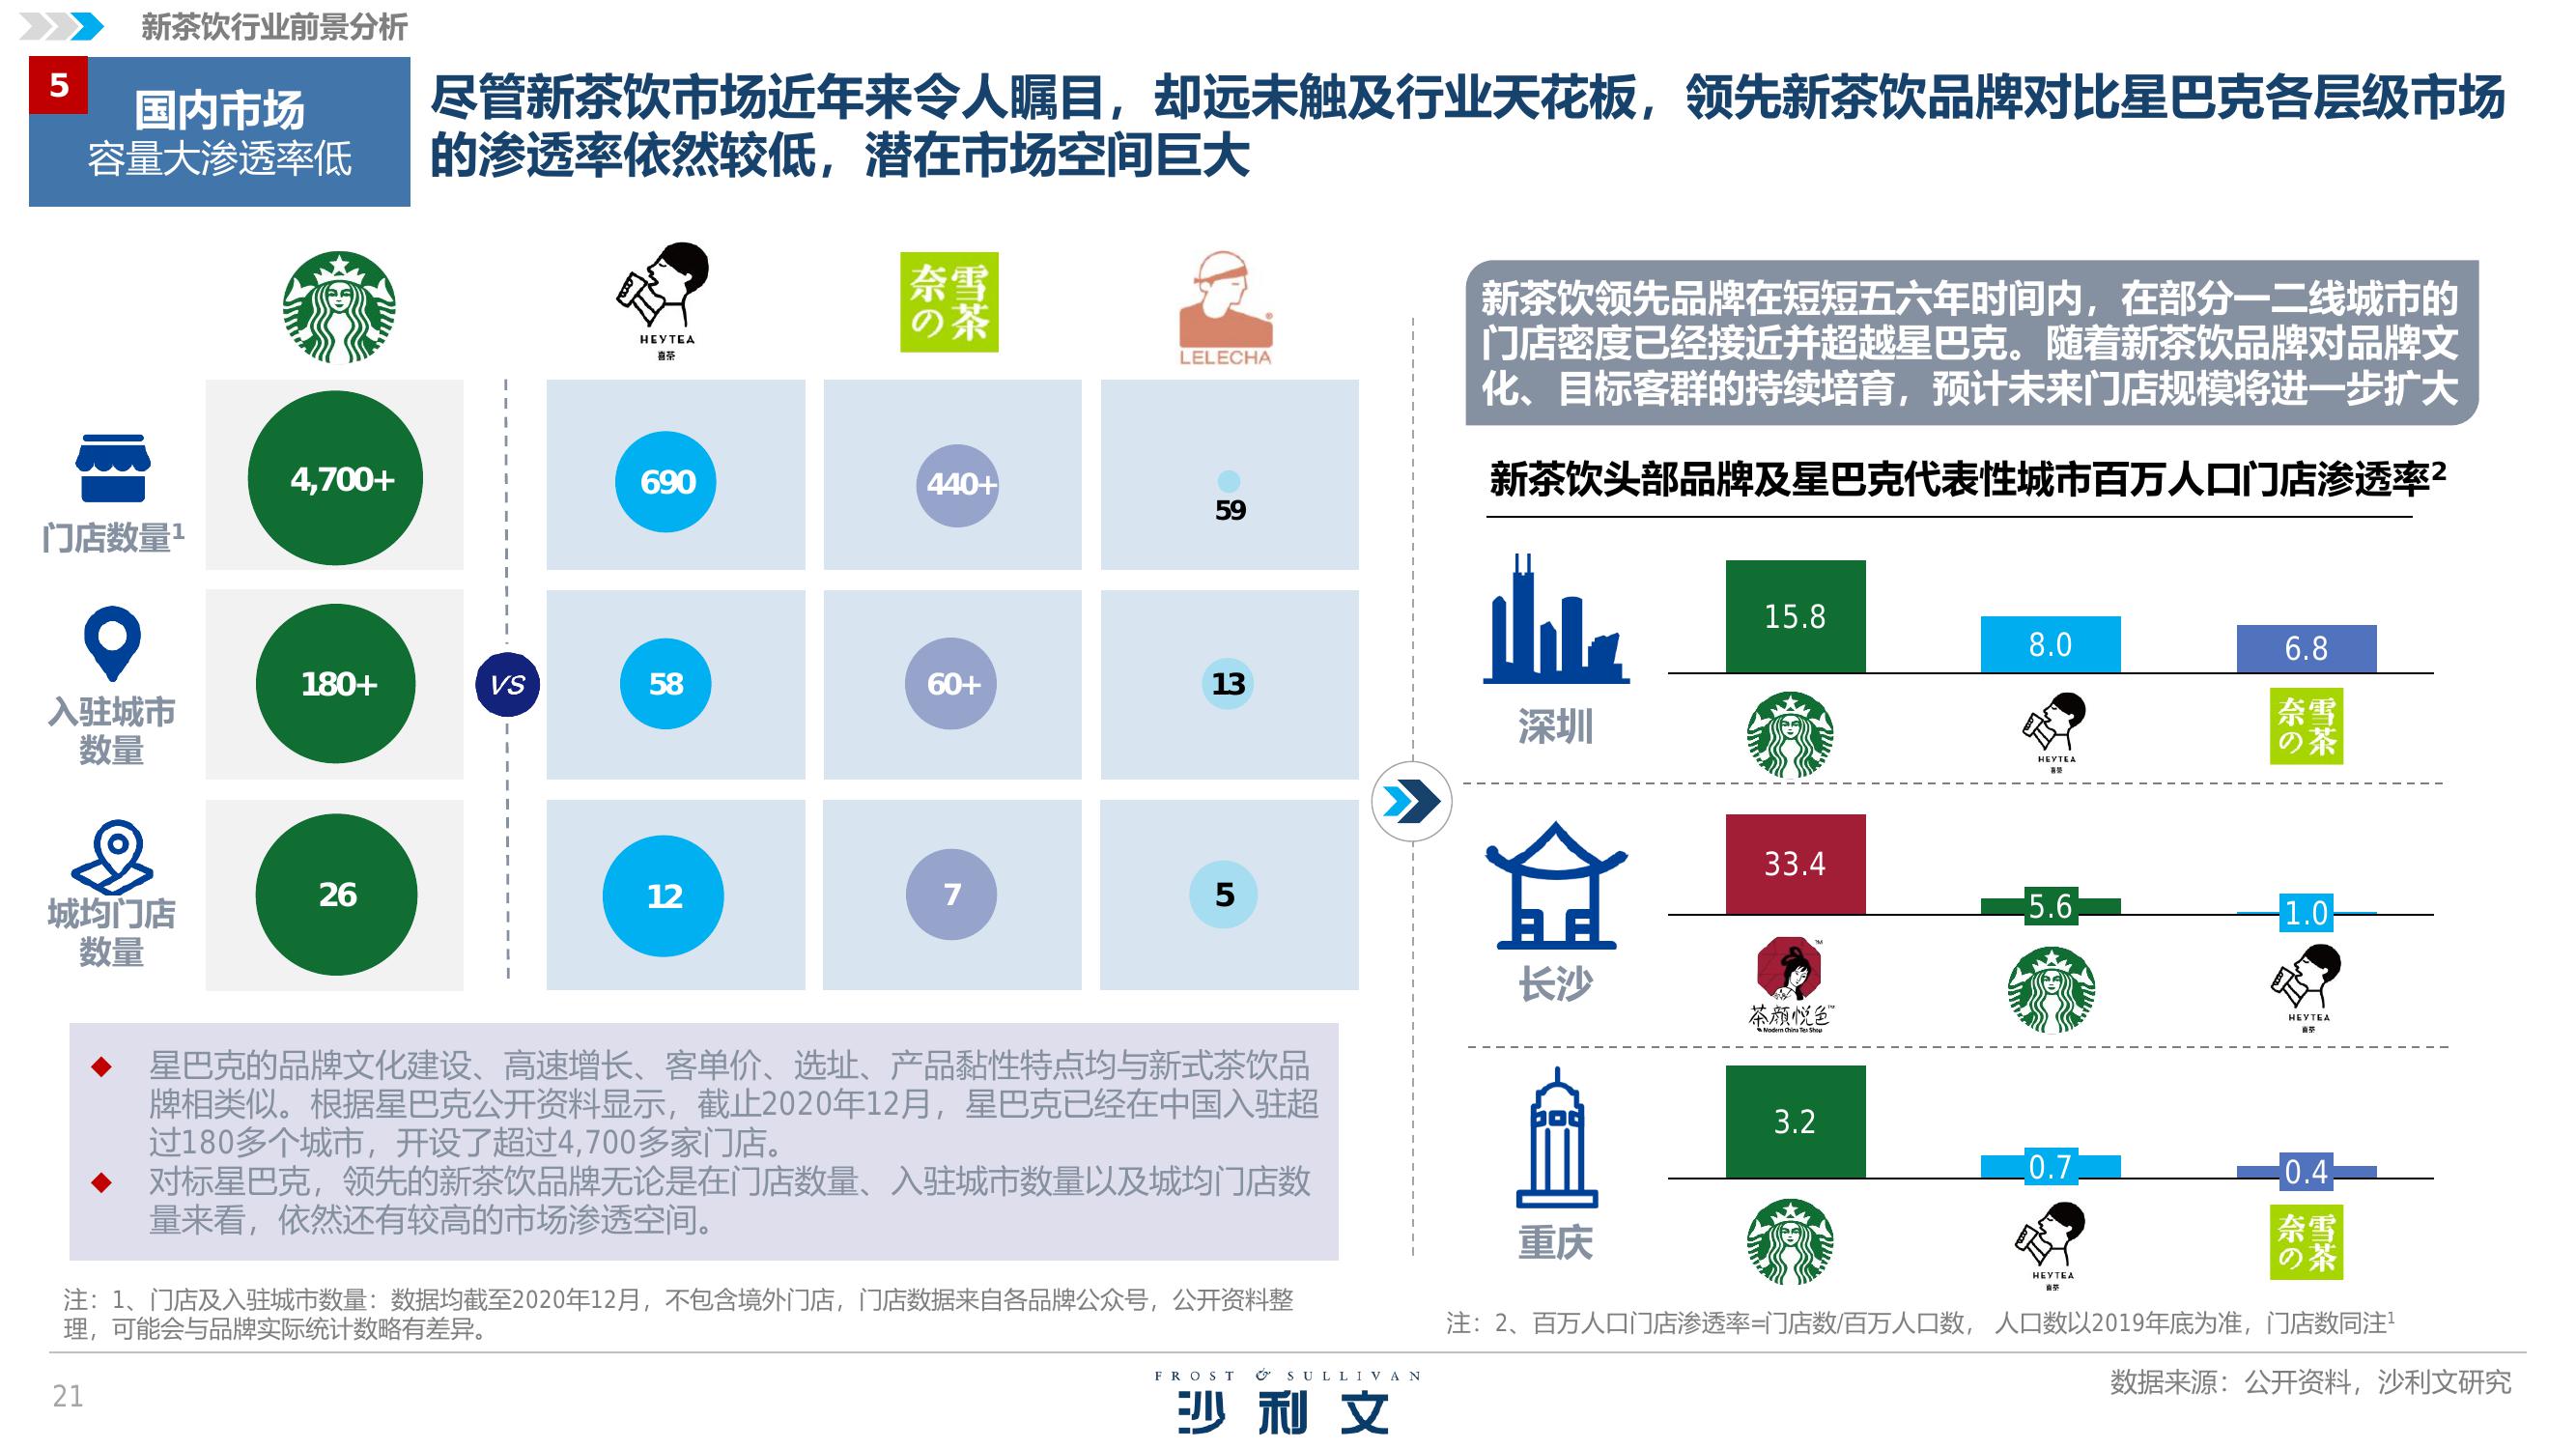 新茶饮行业前景分析
5
国内市场
容量大渗透率低
尽管新茶饮市场近年来令人瞩目，却远未触及行业天花板，领先新茶饮品牌对比星巴克各层级市场
的渗透率依然较低，潜在市场空间巨大
HEYTEA
喜茶
奈雪
の茶
LELECHA
门店数量1
4,700+
690
440+
59
入驻城市
数量
180+
VS
58
60+
13
城均门店
数量
26
12
7
5
◆ 星巴克的品牌文化建设、高速增长、客单价、选址、产品黏性特点均与新式茶饮品
牌相类似。根据星巴克公开资料显示，截止2020年12月，星巴克已经在中国入驻超
过180多个城市，开设了超过4,700多家门店。
◆ 对标星巴克，领先的新茶饮品牌无论是在门店数量、入驻城市数量以及城均门店数
量来看，依然还有较高的市场渗透空间。
注：1、门店及入驻城市数量：数据均截至2020年12月，不包含境外门店，门店数据来自各品牌公众号，公开资料整
理，可能会与品牌实际统计数略有差异。
新茶饮领先品牌在短短五六年时间内，在部分一二线城市的
门店密度已经接近并超越星巴克。随着新茶饮品牌对品牌文
化、目标客群的持续培育，预计未来门店规模将进一步扩大
新茶饮头部品牌及星巴克代表性城市百万人口门店渗透率2
15.8
8.0
6.8
深圳
HEYTEA
喜茶
奈雪
の茶
33.4
5.6
1.0
长沙
茶颜悦色
Modern China Tea Shop
HEYTEA
喜茶
3.2
0.7
0.4
重庆
HEYTEA
喜茶
奈雪
の茶
注：2、百万人口门店渗透率=门店数/百万人口数， 人口数以2019年底为准，门店数同注1
21
FROST & SULLIVAN
沙利文
数据来源：公开资料，沙利文研究